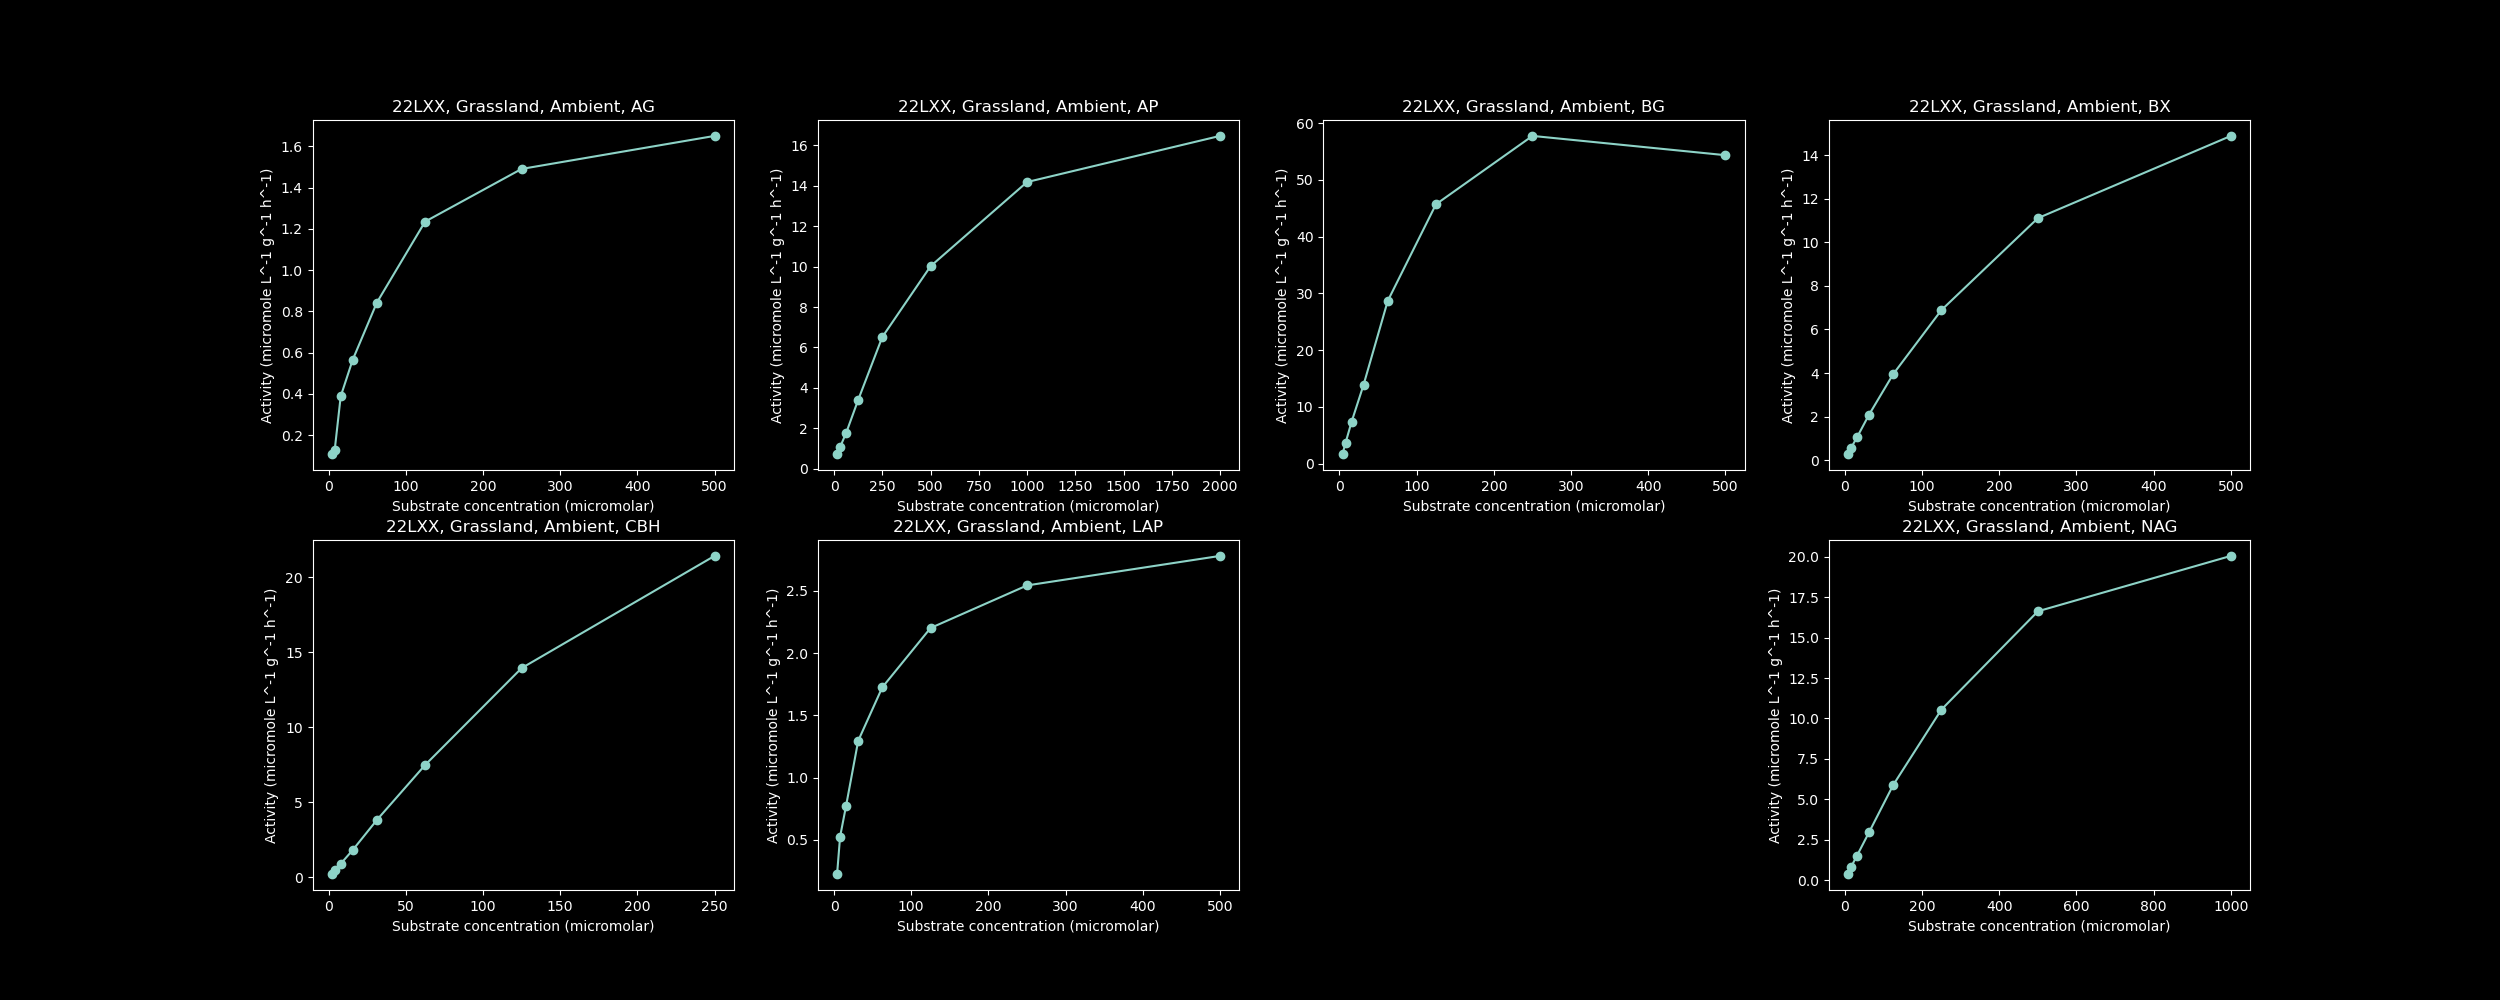 22LXX, Grassland, Ambient, AG
Activity (micromole L^-1 g^-1 h^-1)
1.6
1.4
1.2
1.0
0.8
0.6
0.4
0.2
0 100 200 300 400 500
Substrate concentration (micromolar)
22LXX, Grassland, Ambient, AP
Activity (micromole L^-1 g^-1 h^-1)
16
14
12
10
8
6
4
2
0
0 250 500 750 1000 1250 1500 1750 2000
Substrate concentration (micromolar)
22LXX, Grassland, Ambient, BG
Activity (micromole L^-1 g^-1 h^-1)
60
50
40
30
20
10
0
0 100 200 300 400 500
Substrate concentration (micromolar)
22LXX, Grassland, Ambient, BX
Activity (micromole L^-1 g^-1 h^-1)
14
12
10
8
6
4
2
0
0 100 200 300 400 500
Substrate concentration (micromolar)
22LXX, Grassland, Ambient, CBH
Activity (micromole L^-1 g^-1 h^-1)
20
15
10
5
0
0 50 100 150 200 250
Substrate concentration (micromolar)
22LXX, Grassland, Ambient, LAP
Activity (micromole L^-1 g^-1 h^-1)
2.5
2.0
1.5
1.0
0.5
0 100 200 300 400 500
Substrate concentration (micromolar)
22LXX, Grassland, Ambient, NAG
Activity (micromole L^-1 g^-1 h^-1)
20.0
17.5
15.0
12.5
10.0
7.5
5.0
2.5
0.0
0 200 400 600 800 1000
Substrate concentration (micromolar)